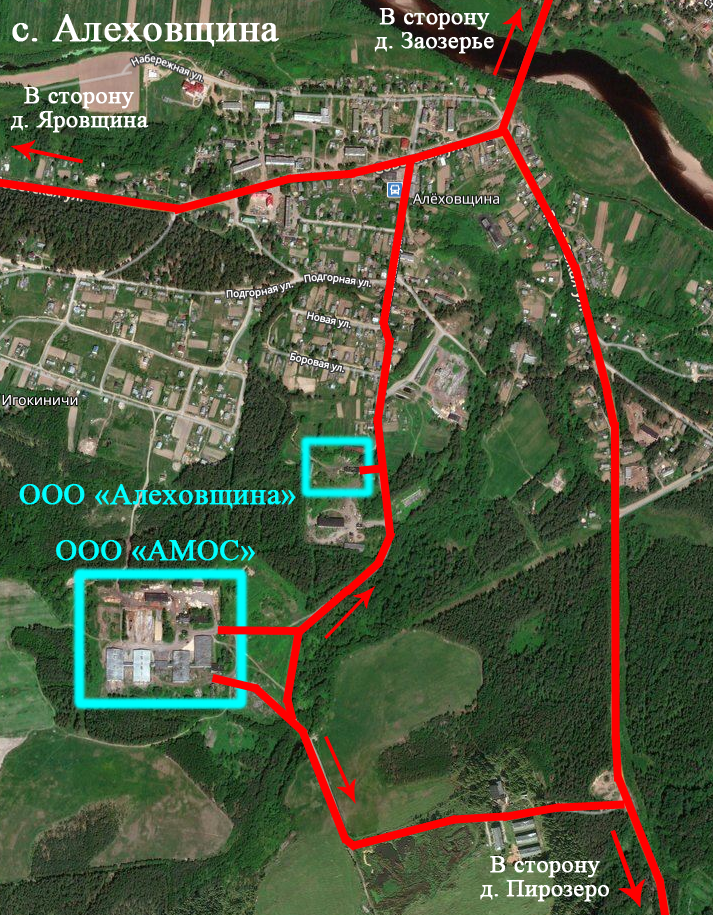 с. Алеховщина
В сторону
д. Заозерье
Набережная ул.
В сторону
д. Яровщина
Алёховщина
Подгорная ул.
Подгорная ул.
Новая ул.
Боровая ул.
Игокиничи
ООО «Алеховщина»
ООО «АМОС»
В сторону
д. Пирозеро